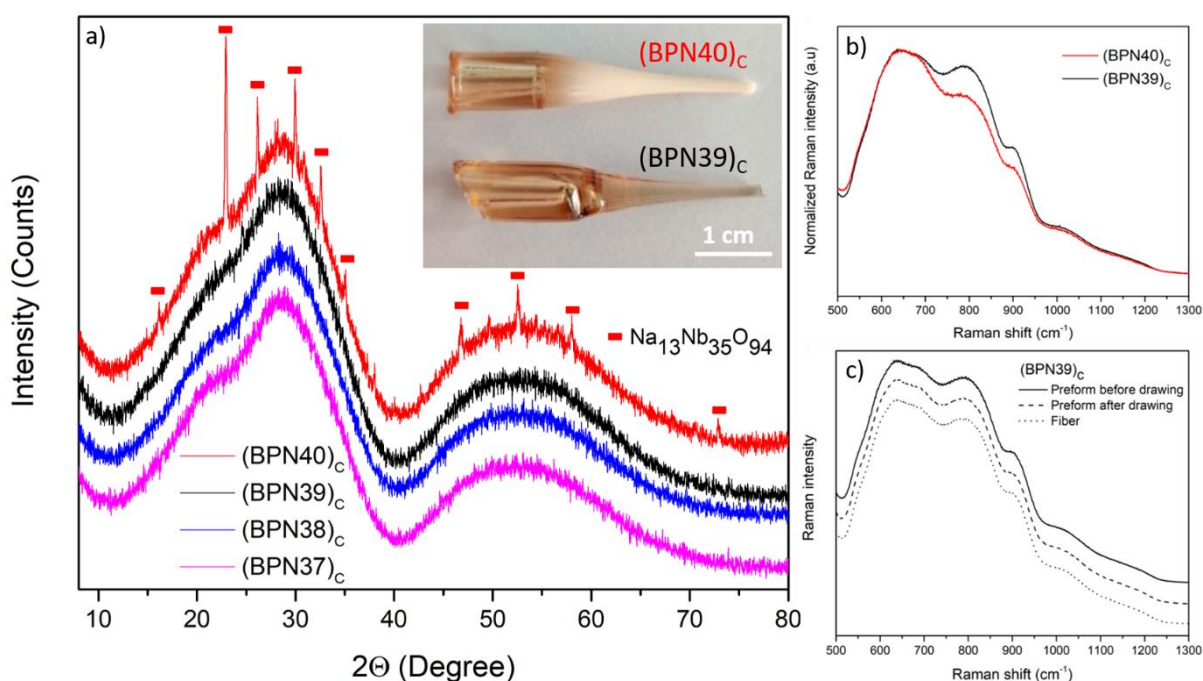 a)
Intensity (Counts)
(BPN40)C
(BPN39)C
1 cm
Na13Nb35O94
(BPN40)C
(BPN39)C
(BPN38)C
(BPN37)C
10 20 30 40 50 60 70 80
2Θ (Degree)
b)
Normalized Raman intensity (a.u)
(BPN40)C
(BPN39)C
500 600 700 800 900 1000 1100 1200 1300
Raman shift (cm-1)
c)
Raman intensity
(BPN39)C
Preform before drawing
Preform after drawing
Fiber
500 600 700 800 900 1000 1100 1200 1300
Raman shift (cm-1)